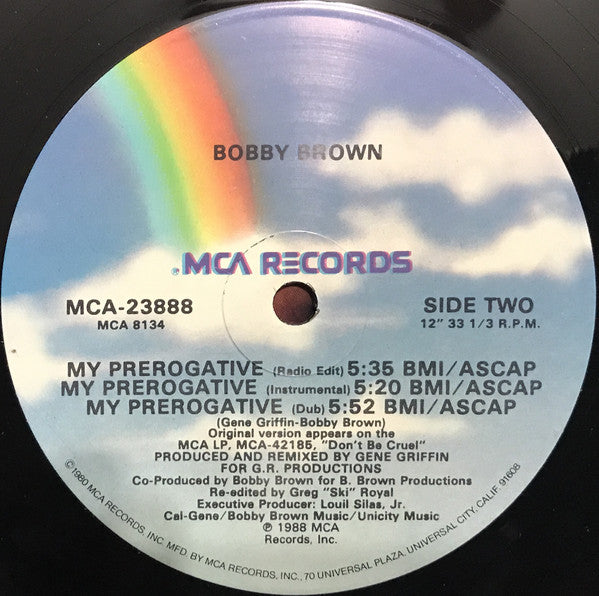 BOBBY BROWN
MCA RECORDS
MCA-23888
MCA 8134
SIDE TWO
12" 33 1/3 R.P.M.
MY PREROGATIVE (Radio Edit) 5:35 BMI/ASCAP
MY PREROGATIVE (Instrumental) 5:20 BMI/ASCAP
MY PREROGATIVE (Dub) 5:52 BMI/ASCAP
(Gene Griffin-Bobby Brown)
Original version appears on the
MCA LP, MCA-42185, "Don't Be Cruel"
PRODUCED AND REMIXED BY GENE GRIFFIN
FOR G.R. PRODUCTIONS
Co-Produced by Bobby Brown for B. Brown Productions
Re-edited by Greg "Ski" Royal
Executive Producer: Louil Silas, Jr.
Cal-Gene/Bobby Brown Music/Unicity Music
℗ 1988 MCA
Records, Inc.
©1980 MCA RECORDS, INC. MFD. BY MCA RECORDS, INC., 70 UNIVERSAL PLAZA, UNIVERSAL CITY, CALIF. 91608